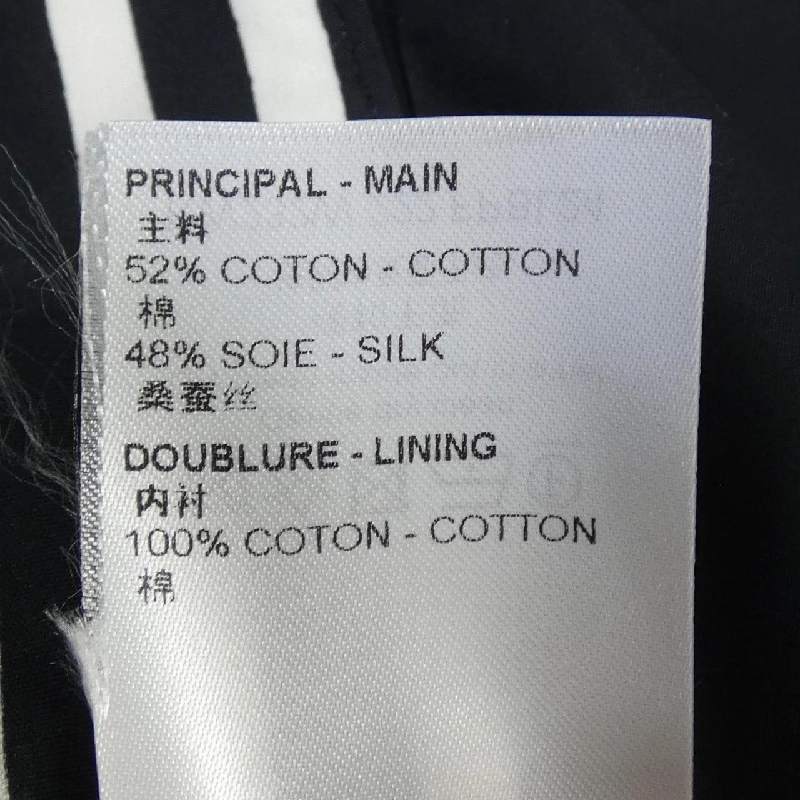 PRINCIPAL - MAIN
主料
52% COTON - COTTON
棉
48% SOIE - SILK
桑蚕丝
DOUBLURE - LINING
内衬
100% COTON - COTTON
棉